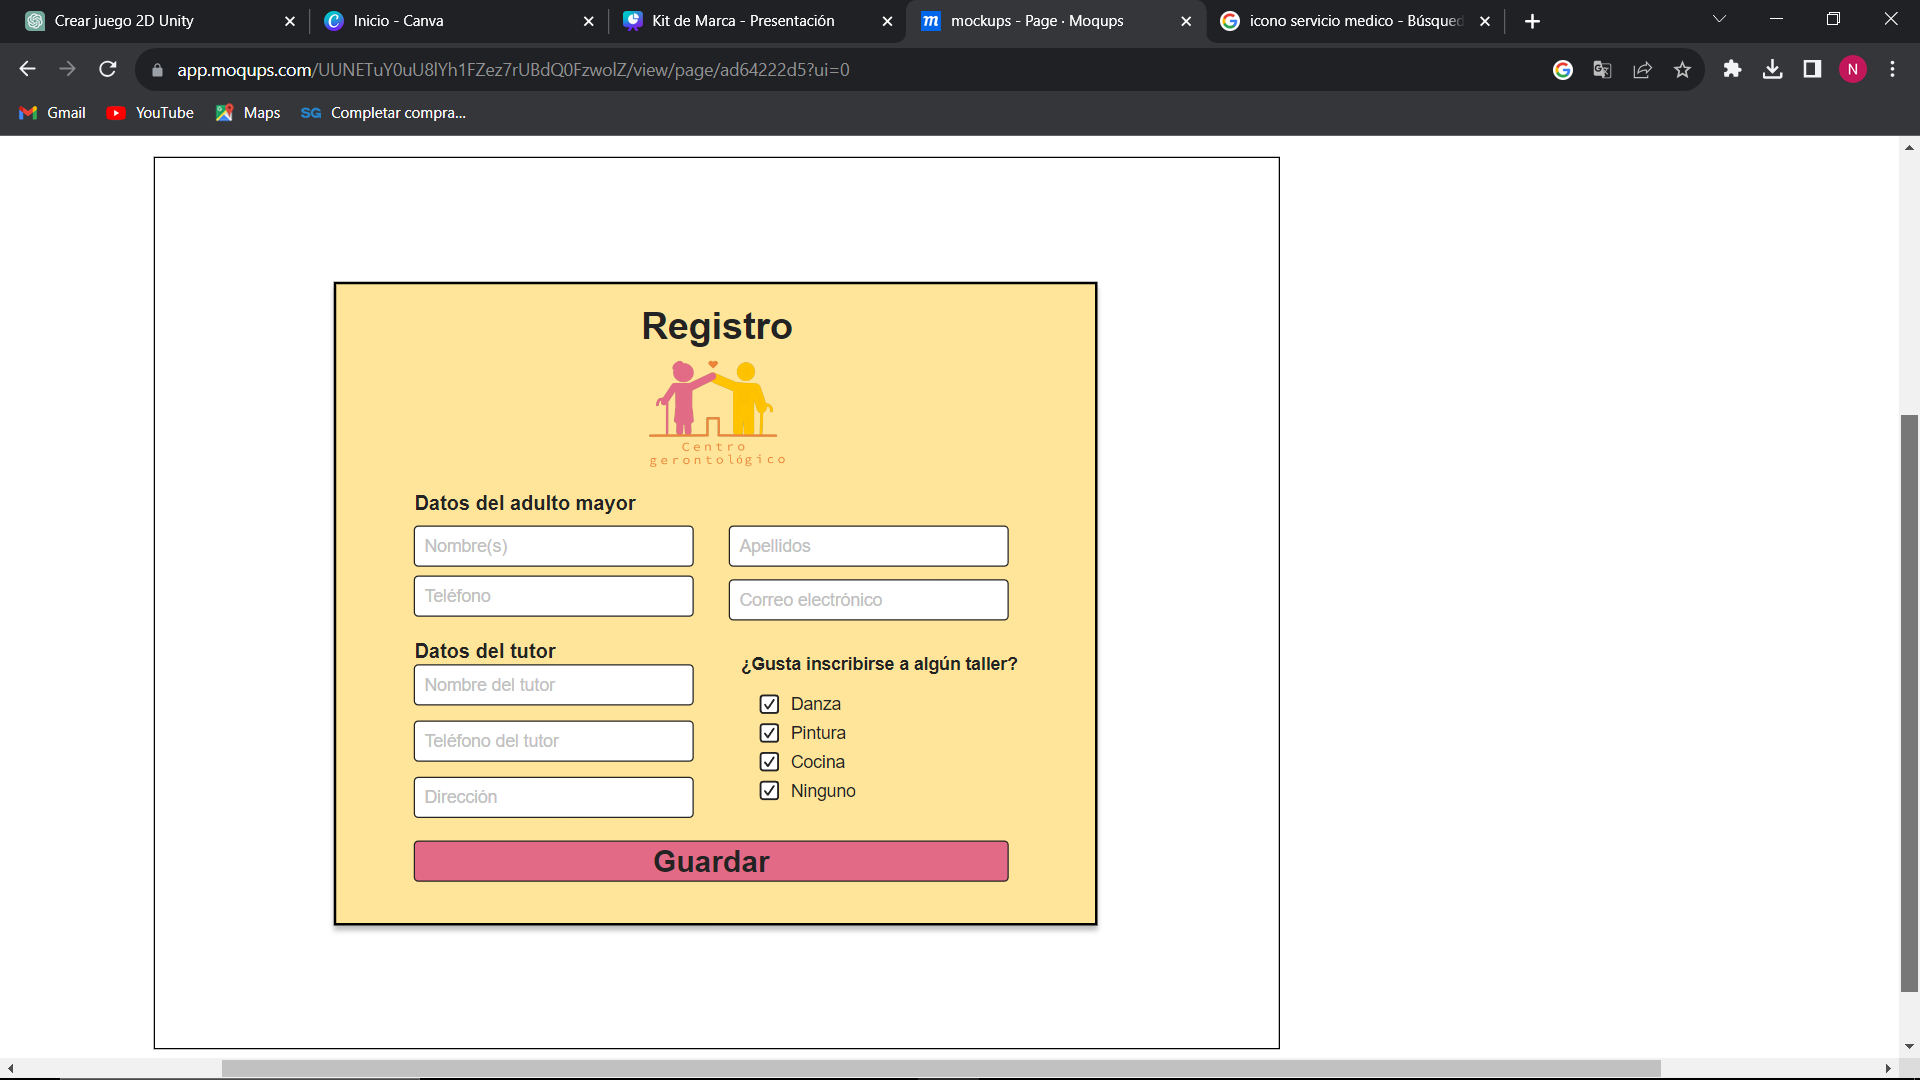 Crear juego 2D Unity
Inicio - Canva
Kit de Marca - Presentación
mockups - Page · Moqups
icono servicio medico - Búsqued
app.moqups.com/UUNETuY0uU8lYh1FZez7rUBdQ0FzwolZ/view/page/ad64222d5?ui=0
N
Gmail
YouTube
Maps
SG Completar compra...
Registro
Centro
gerontológico
Datos del adulto mayor
Nombre(s)
Apellidos
Teléfono
Correo electrónico
Datos del tutor
¿Gusta inscribirse a algún taller?
Nombre del tutor
Danza
Pintura
Teléfono del tutor
Cocina
Ninguno
Dirección
Guardar